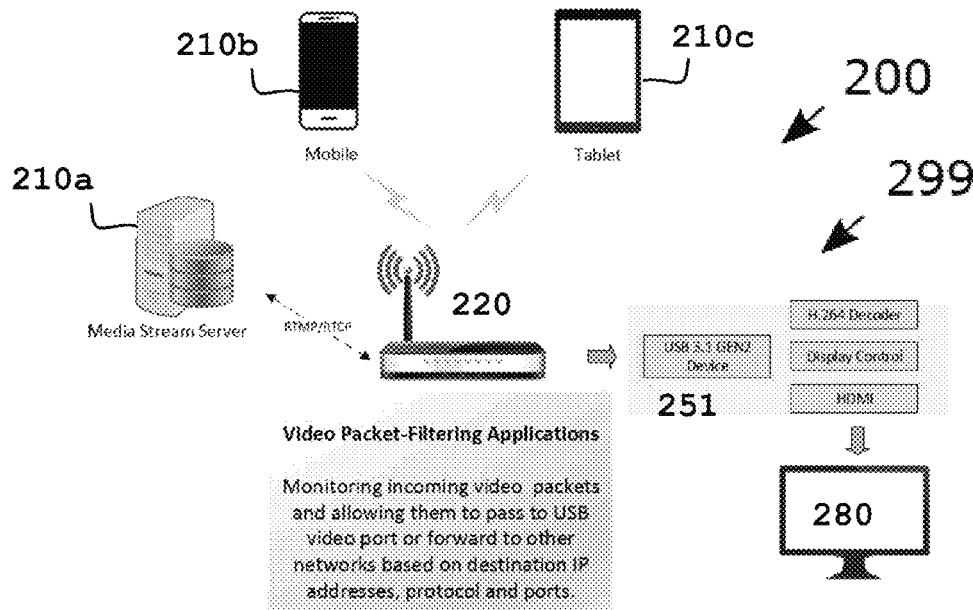 210b
210c
200
Mobile
Tablet
299
210a
220
Media Stream Server
RTMP/RTCP
H.264 Decoder
USB 3.1 GEN2
Device
Display Control
251
HDMI
Video Packet-Filtering Applications
Monitoring incoming video packets
and allowing them to pass to USB
video port or forward to other
networks based on destination IP
addresses, protocol and ports.
280